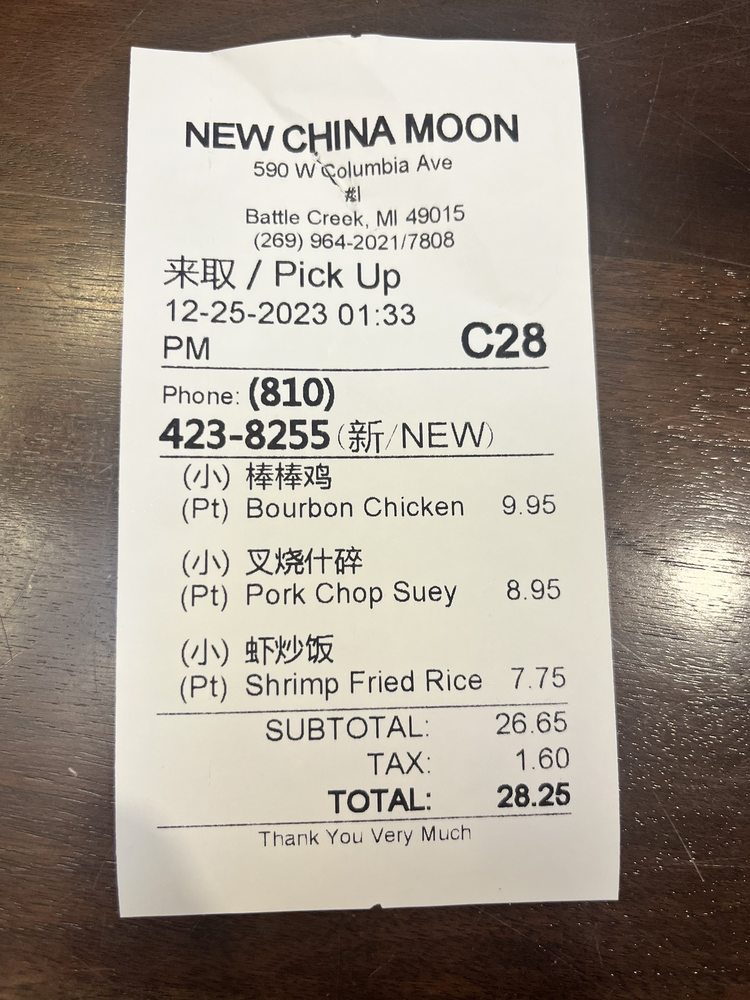 NEW CHINA MOON
590 W Columbia Ave
#I
Battle Creek, MI 49015
(269) 964-2021/7808
来取 / Pick Up
12-25-2023 01:33
PM C28
Phone: (810)
423-8255 (新/NEW)
(小) 棒棒鸡
(Pt) Bourbon Chicken 9.95
(小) 叉烧什碎
(Pt) Pork Chop Suey 8.95
(小) 虾炒饭
(Pt) Shrimp Fried Rice 7.75
SUBTOTAL: 26.65
TAX: 1.60
TOTAL: 28.25
Thank You Very Much